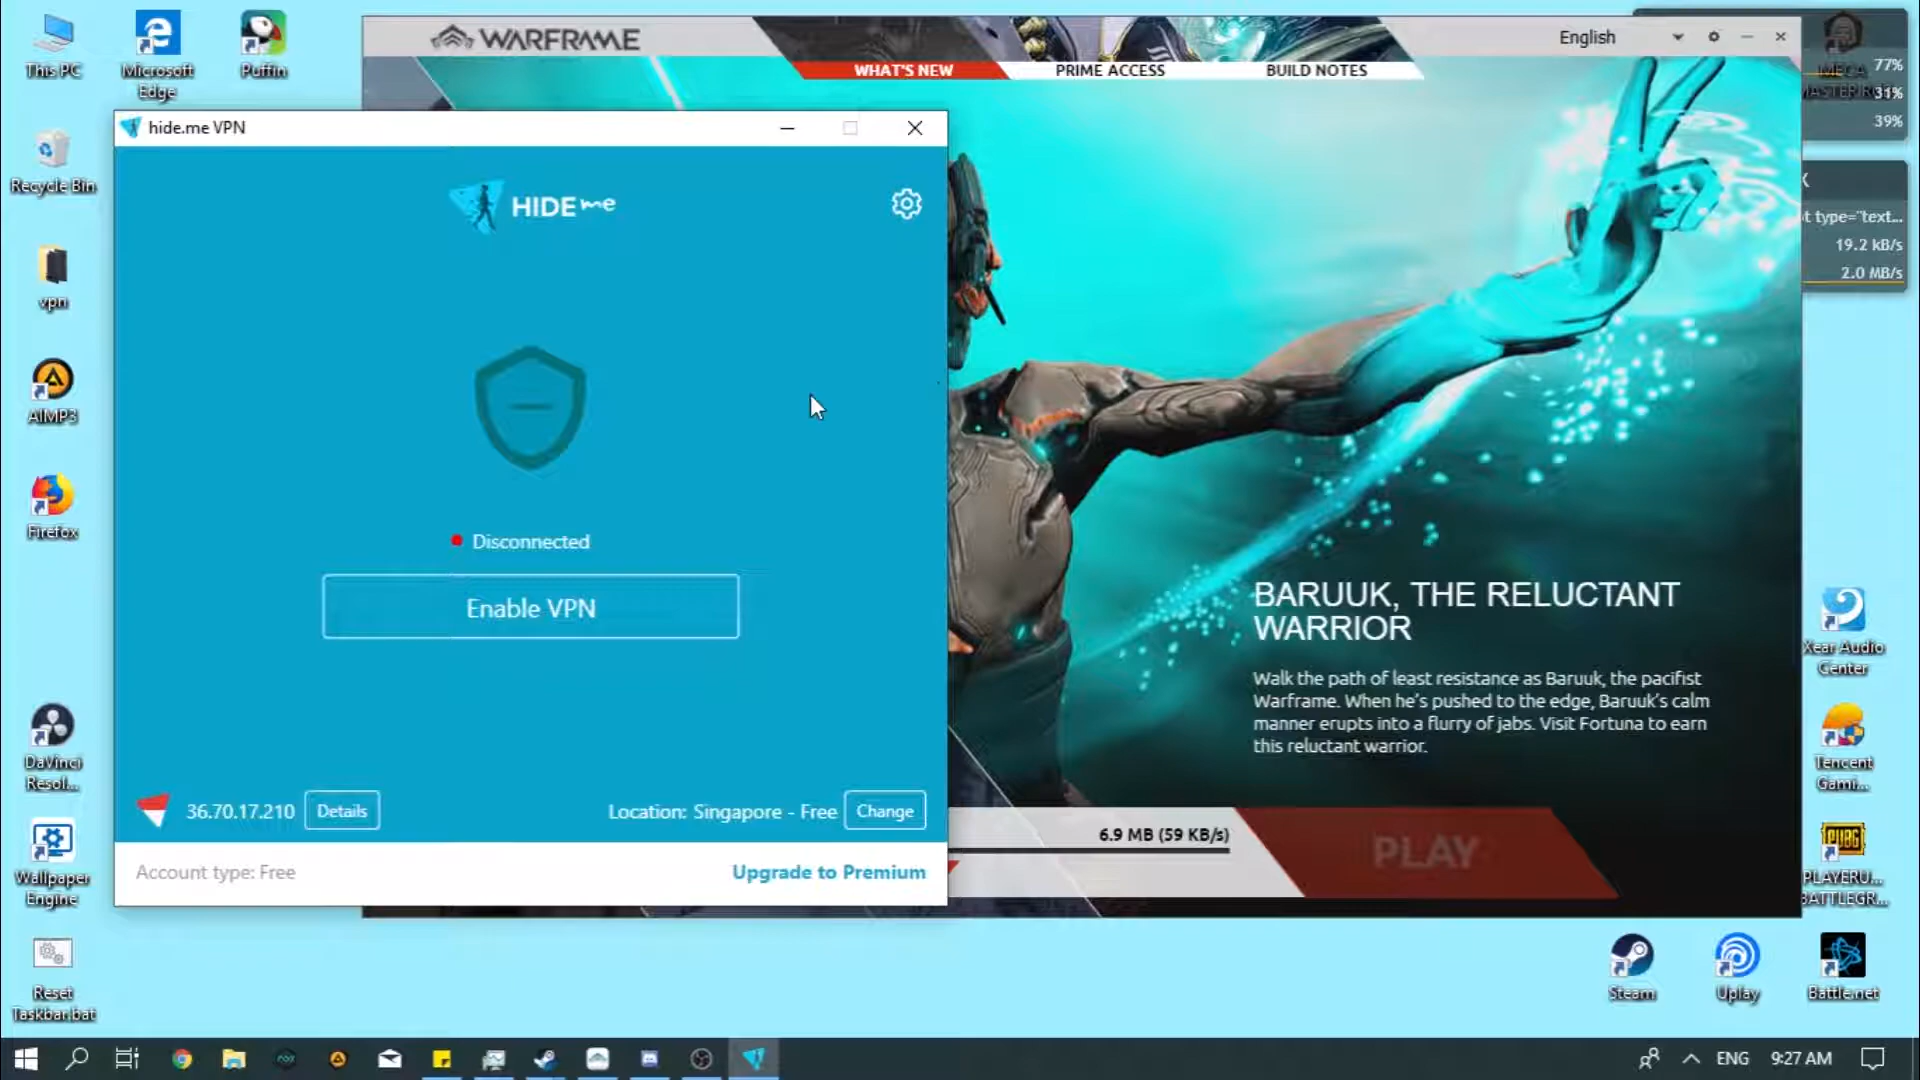 This PC
Microsoft
Edge
Puffin
Recycle Bin
vpn
AIMP3
Firefox
DaVinci
Resol...
Wallpaper
Engine
Reset
Taskbar.bat
WARFRAME
English
WHAT'S NEW
PRIME ACCESS
BUILD NOTES
hide.me VPN
HIDE me
Disconnected
Enable VPN
36.70.17.210
Details
Location: Singapore - Free
Change
Account type: Free
Upgrade to Premium
BARUUK, THE RELUCTANT
WARRIOR
Walk the path of least resistance as Baruuk, the pacifist
Warframe. When he's pushed to the edge, Baruuk's calm
manner erupts into a flurry of jabs. Visit Fortuna to earn
this reluctant warrior.
6.9 MB (59 KB/s)
PLAY
77%
31%
39%
t type="text...
19.2 kB/s
2.0 MB/s
Xear Audio
Center
Tencent
Gami...
PUBG
PLAYERU...
BATTLEGR...
Steam
Uplay
Battle.net
ENG
9:27 AM